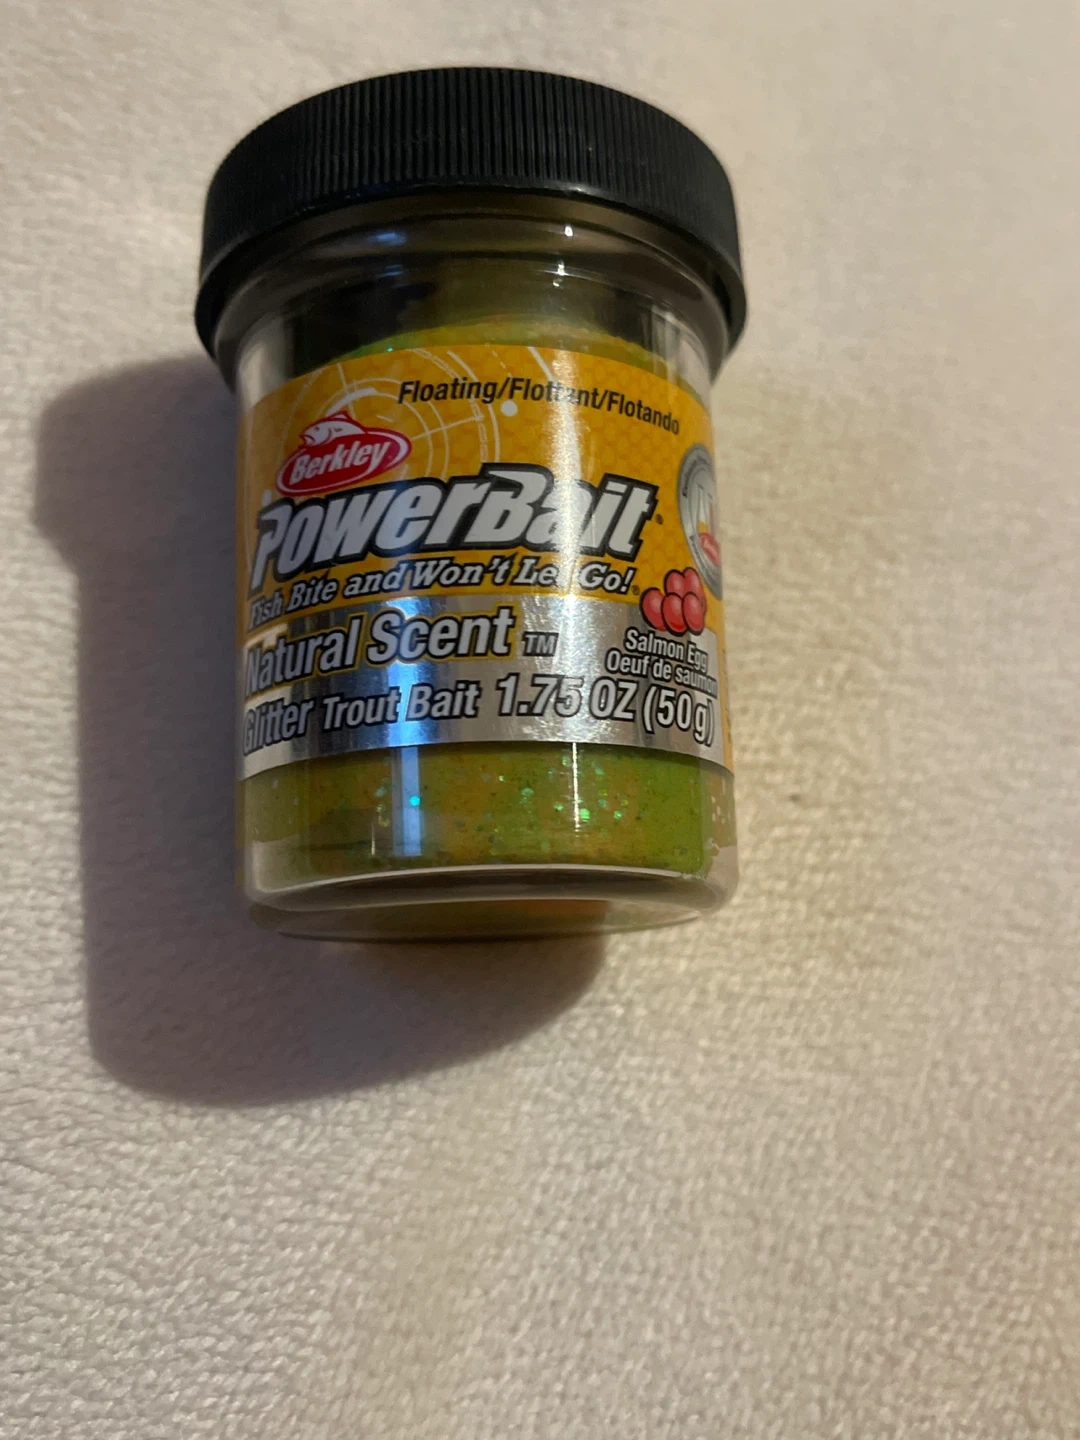 Floating/Flottant/Flotando
Berkley
PowerBait®
Fish Bite and Won't Let Go!®
Natural Scent™
Salmon Egg
Oeuf de saumon
Glitter Trout Bait 1.75 OZ (50g)